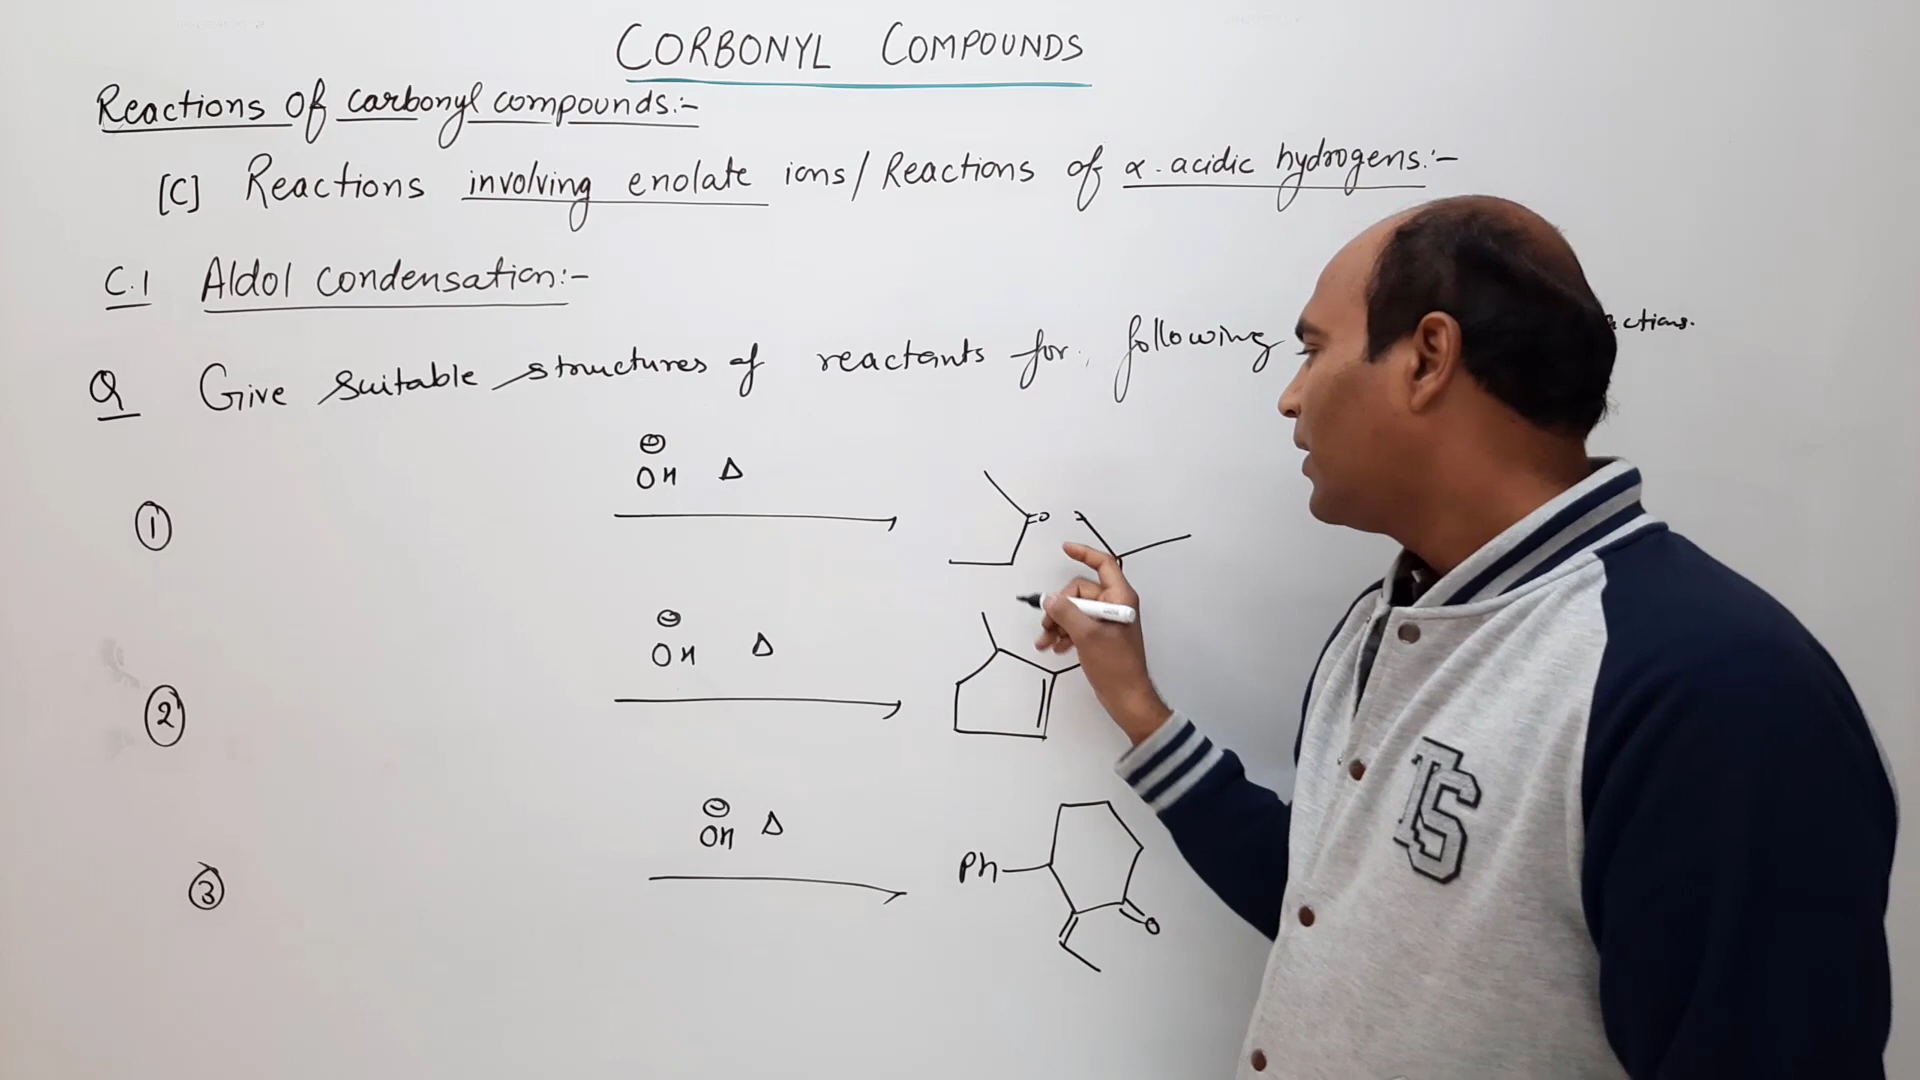 CORBONYL COMPOUNDS
Reactions Of carbonyl compounds:-
[C] Reactions involving enolate ions/Reactions of α-acidic hydrogens:-
C.1 Aldol condensation:-
Q Give suitable structures of reactants for following ctions.
⊖
OH Δ
① =O
⊖
OH Δ
②
⊖
OH Δ
③ Ph O
TS